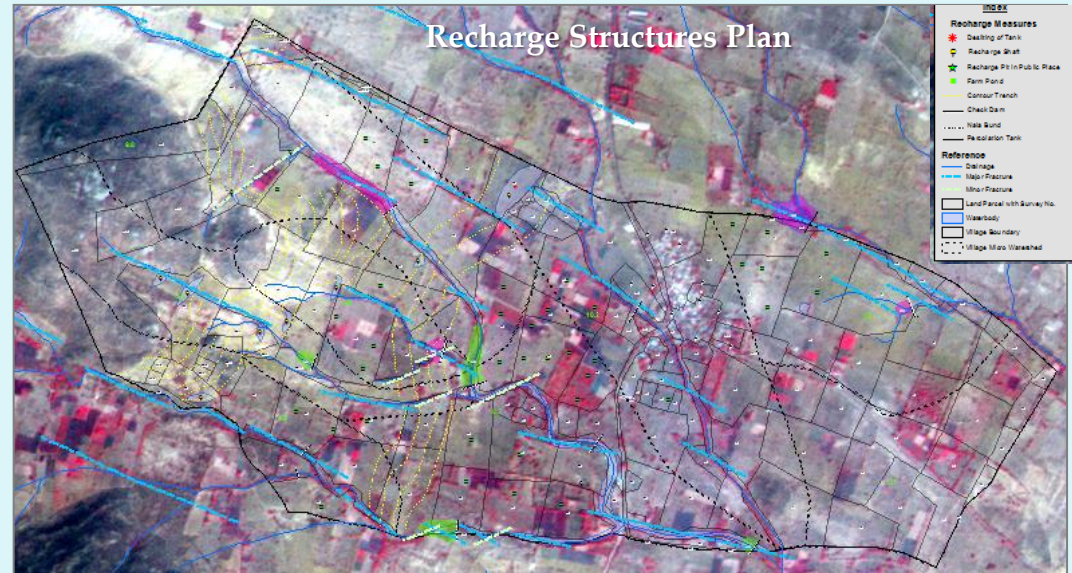 Recharge Structures Plan
Index
Recharge Measures
Desilting of Tank
Recharge Shaft
Recharge Pit in Public Place
Farm Pond
Contour Trench
Check Dam
Nala Bund
Percolation Tank
Reference
Drainage
Major Fracture
Minor Fracture
Land Parcel with Survey No.
Waterbody
Village Boundary
Village Micro Watershed